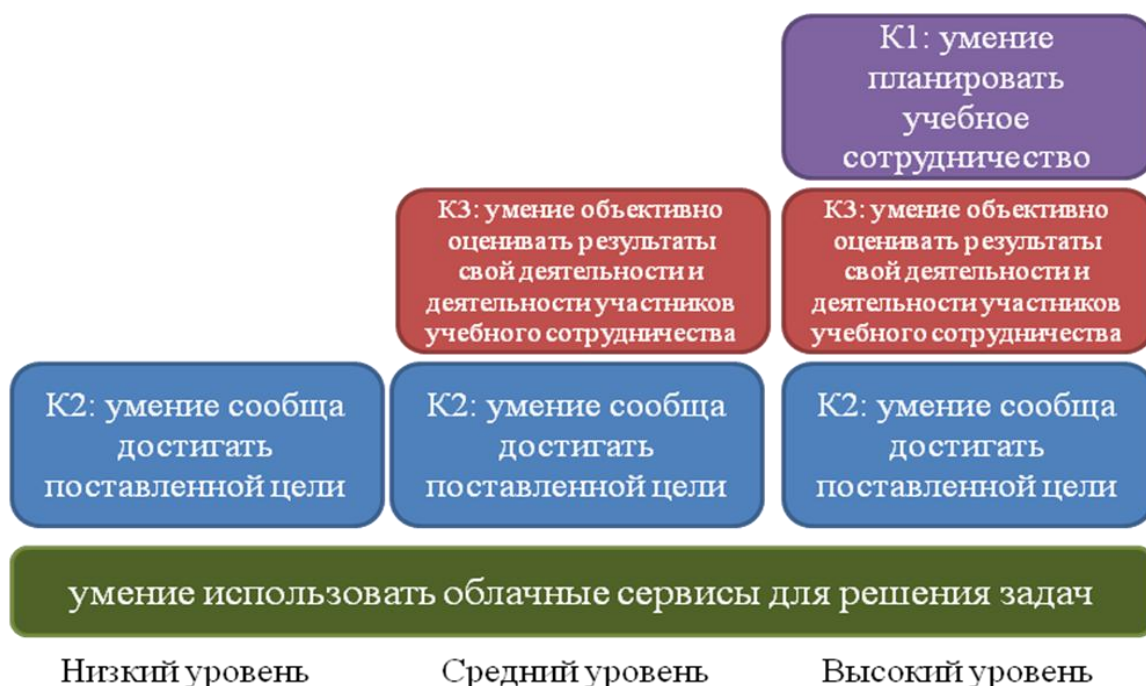 К1: умение
планировать
учебное
сотрудничество
К3: умение объективно
оценивать результаты
свой деятельности и
деятельности участников
учебного сотрудничества
К3: умение объективно
оценивать результаты
свой деятельности и
деятельности участников
учебного сотрудничества
К2: умение сообща
достигать
поставленной цели
К2: умение сообща
достигать
поставленной цели
К2: умение сообща
достигать
поставленной цели
умение использовать облачные сервисы для решения задач
Низкий уровень
Средний уровень
Высокий уровень